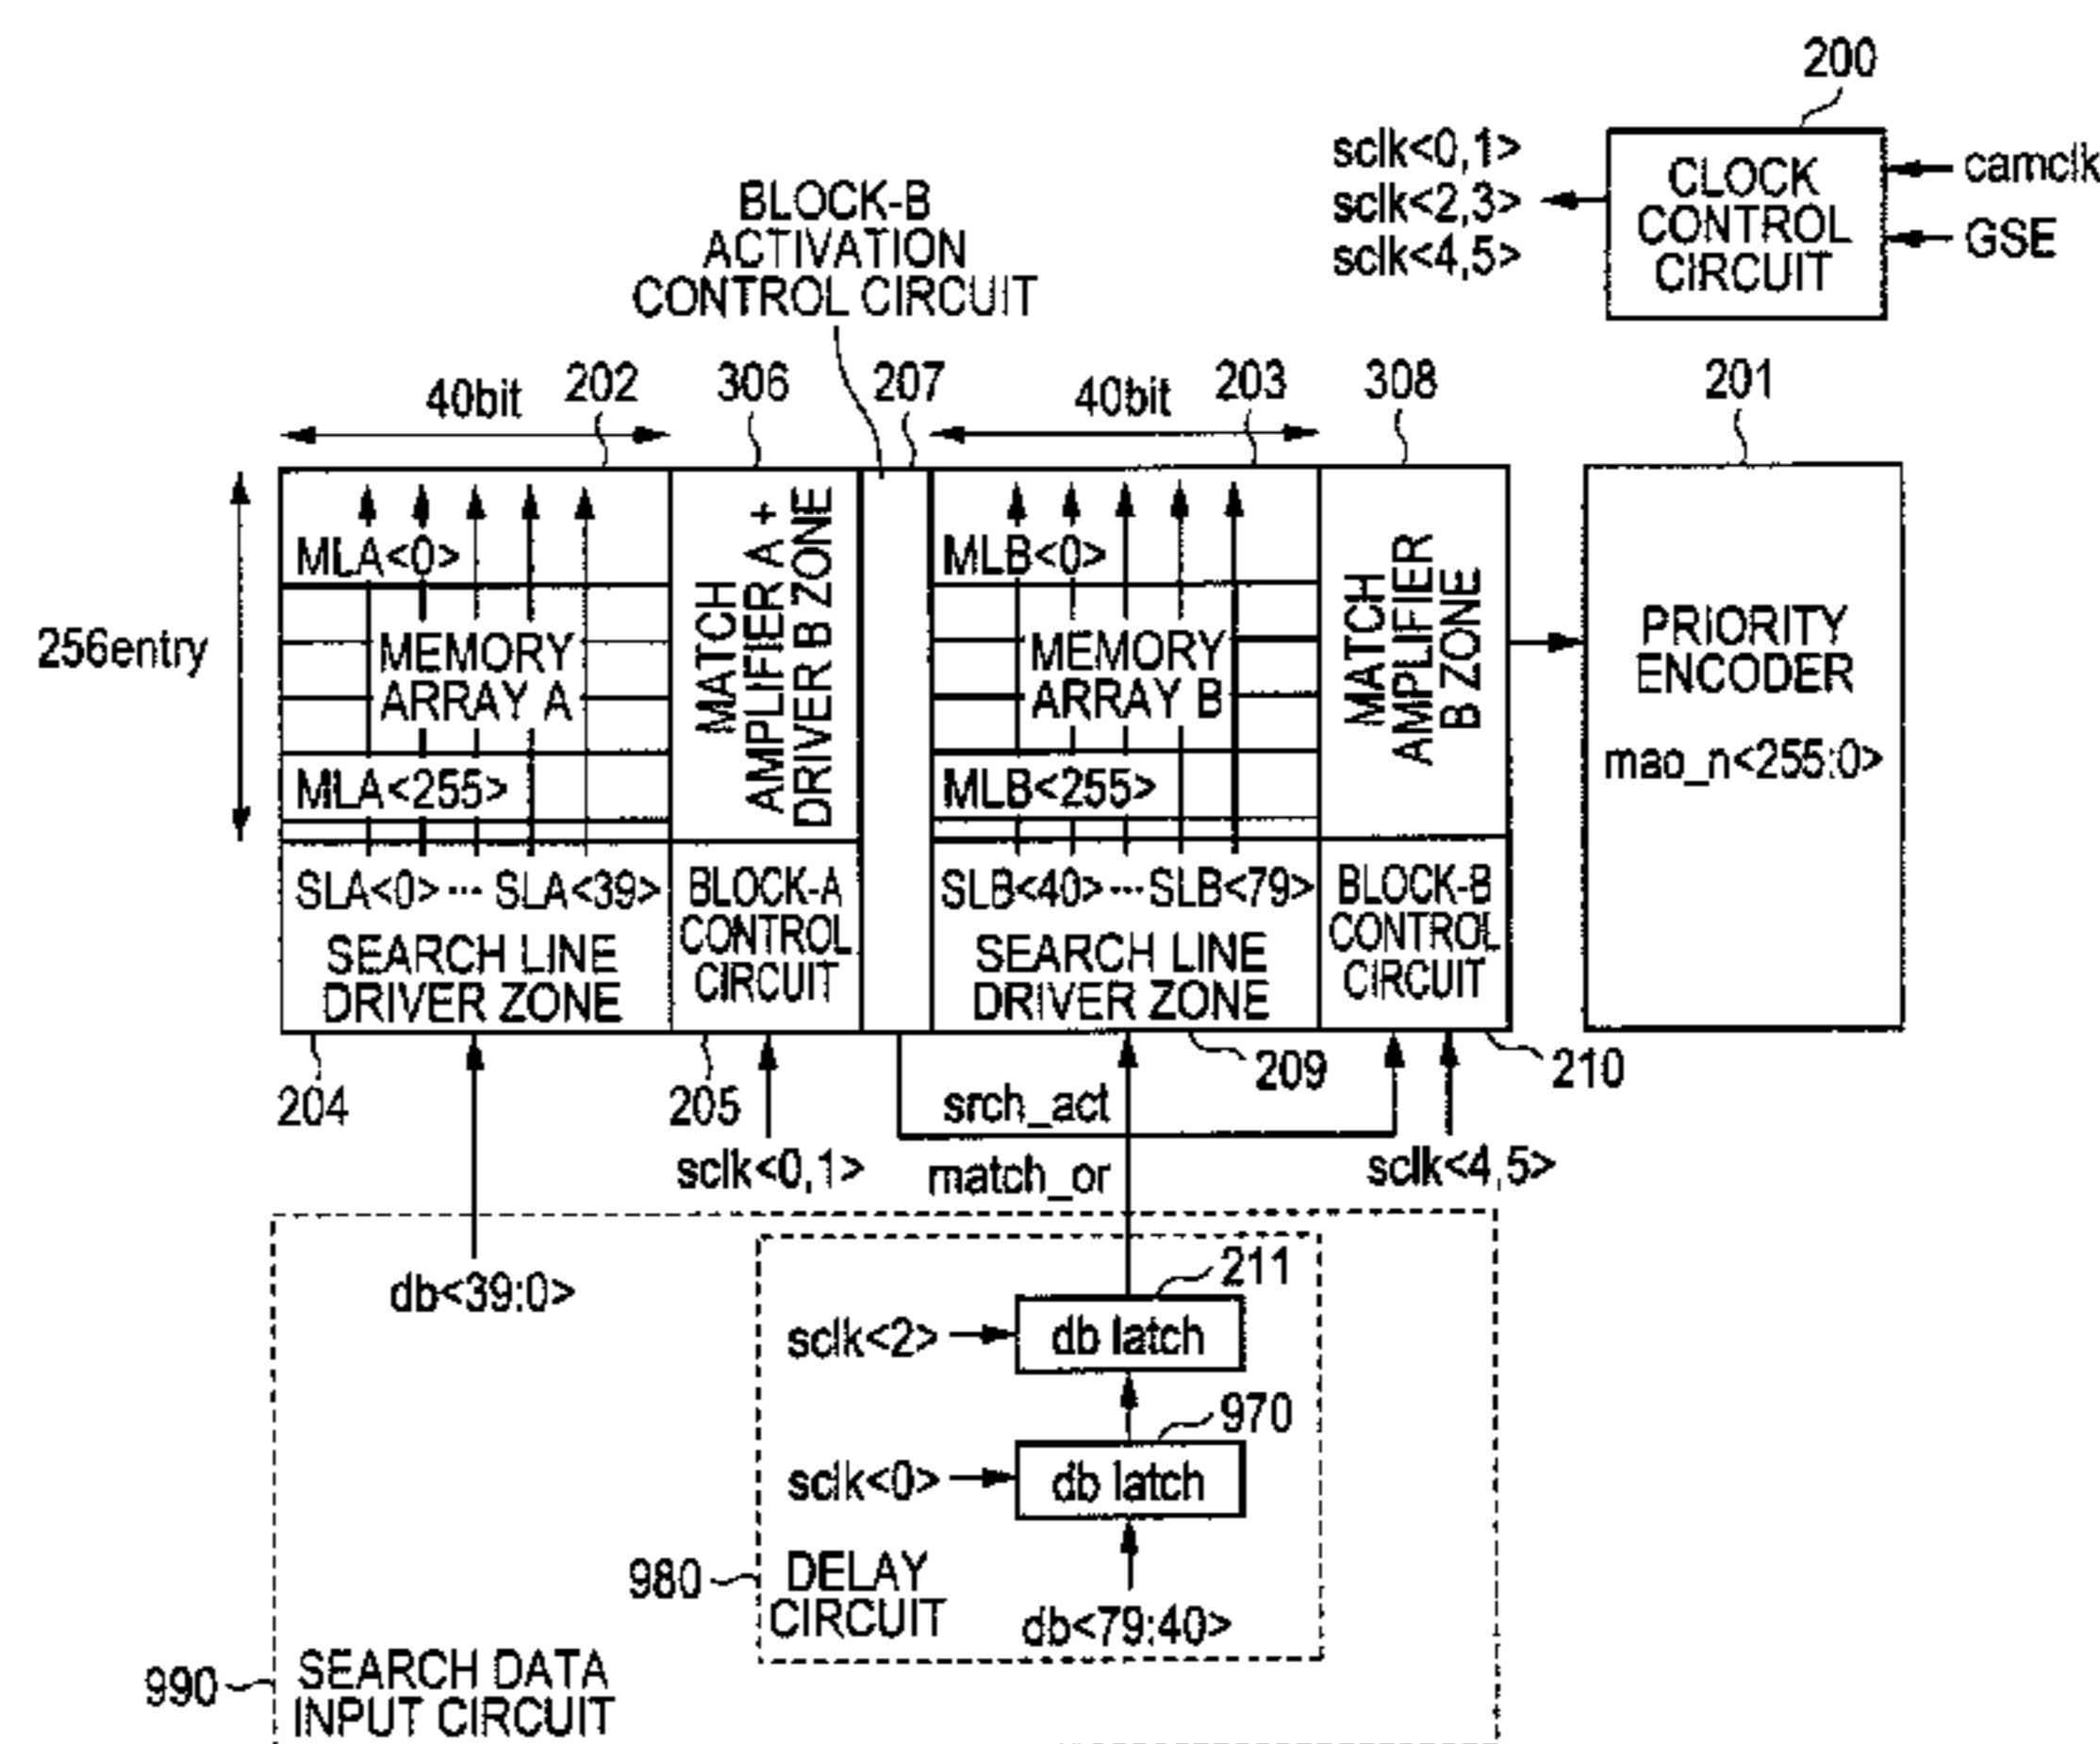 200
sclk<0,1>
sclk<2,3>
sclk<4,5>
CLOCK
CONTROL
CIRCUIT
camclk
GSE
BLOCK-B
ACTIVATION
CONTROL CIRCUIT
40bit
202
306
207
40bit
203
308
201
256entry
MLA<0>
MEMORY
ARRAY A
MLA<255>
MATCH
AMPLIFIER A +
DRIVER B ZONE
MLB<0>
MEMORY
ARRAY B
MLB<255>
MATCH
AMPLIFIER
B ZONE
PRIORITY
ENCODER
mao_n<255:0>
SLA<0>···SLA<39>
SEARCH LINE
DRIVER ZONE
BLOCK-A
CONTROL
CIRCUIT
SLB<40>···SLB<79>
SEARCH LINE
DRIVER ZONE
BLOCK-B
CONTROL
CIRCUIT
204
205
209
210
srch_act
sclk<0,1>
match_or
sclk<4,5>
db<39:0>
211
sclk<2>
db latch
970
sclk<0>
db latch
980
DELAY
CIRCUIT
db<79:40>
990
SEARCH DATA
INPUT CIRCUIT